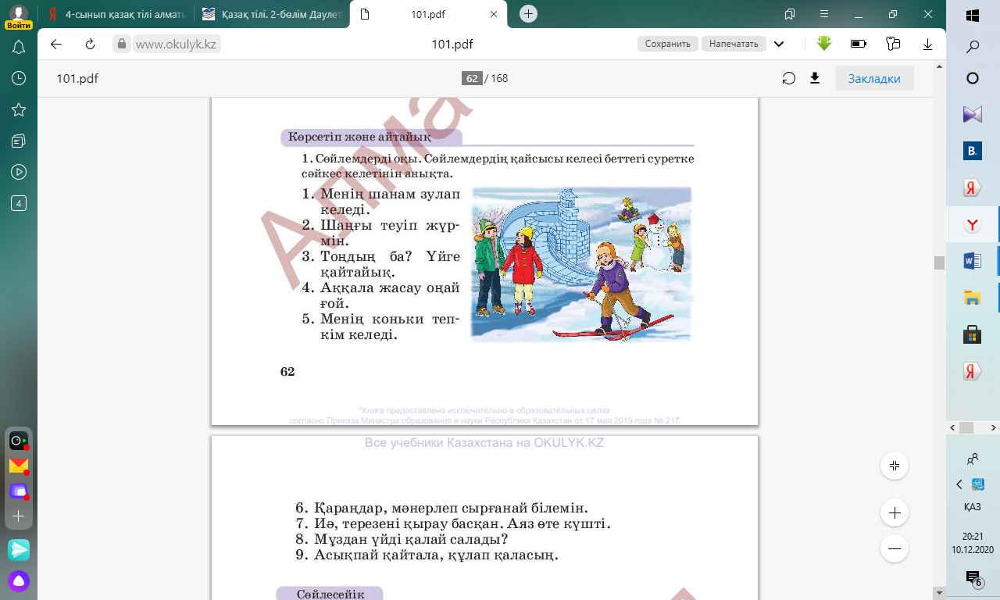 Войти
4-сынып қазақ тілі алматы
Қазақ тілі. 2-бөлім Даулет
101.pdf
www.okulyk.kz
101.pdf
Сохранить
Напечатать
101.pdf
62 / 168
Закладки
Алма
Көрсетіп және айтайық
1. Сөйлемдерді оқы. Сөйлемдердің қайсысы келесі беттегі суретке
сәйкес келетінін анықта.
1. Менің шанам зулап
келеді.
2. Шаңғы теуіп жүр-
мін.
3. Тоңдың ба? Үйге
қайтайық.
4. Аққала жасау оңай
ғой.
5. Менің коньки теп-
кім келеді.
62
*Книга предоставлена исключительно в образовательных целях
согласно Приказа Министра образования и науки Республики Казахстан от 17 мая 2019 года № 217
Все учебники Казахстана на OKULYK.KZ
6. Қараңдар, мәнерлеп сырғанай білемін.
7. Иә, терезені қырау басқан. Аяз өте күшті.
8. Мұздан үйді қалай салады?
9. Асықпай қайтала, құлап қаласың.
Сөйлесейік
4
B.
Я
Y
W
Я
ҚАЗ
20:21
10.12.2020
6